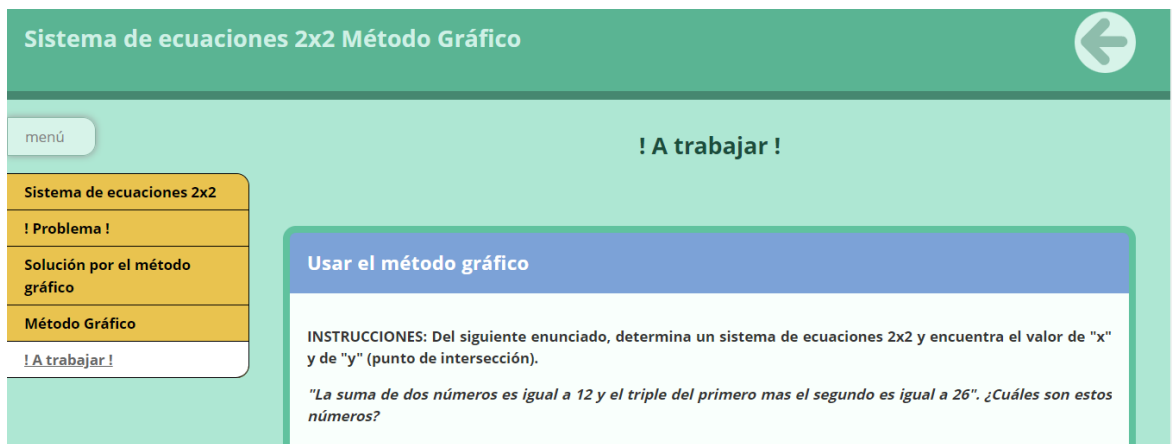 Sistema de ecuaciones 2x2 Método Gráfico
menú
! A trabajar !
Sistema de ecuaciones 2x2
! Problema !
Solución por el método
gráfico
Método Gráfico
! A trabajar !
Usar el método gráfico
INSTRUCCIONES: Del siguiente enunciado, determina un sistema de ecuaciones 2x2 y encuentra el valor de "x"
y de "y" (punto de intersección).
"La suma de dos números es igual a 12 y el triple del primero mas el segundo es igual a 26". ¿Cuáles son estos
números?